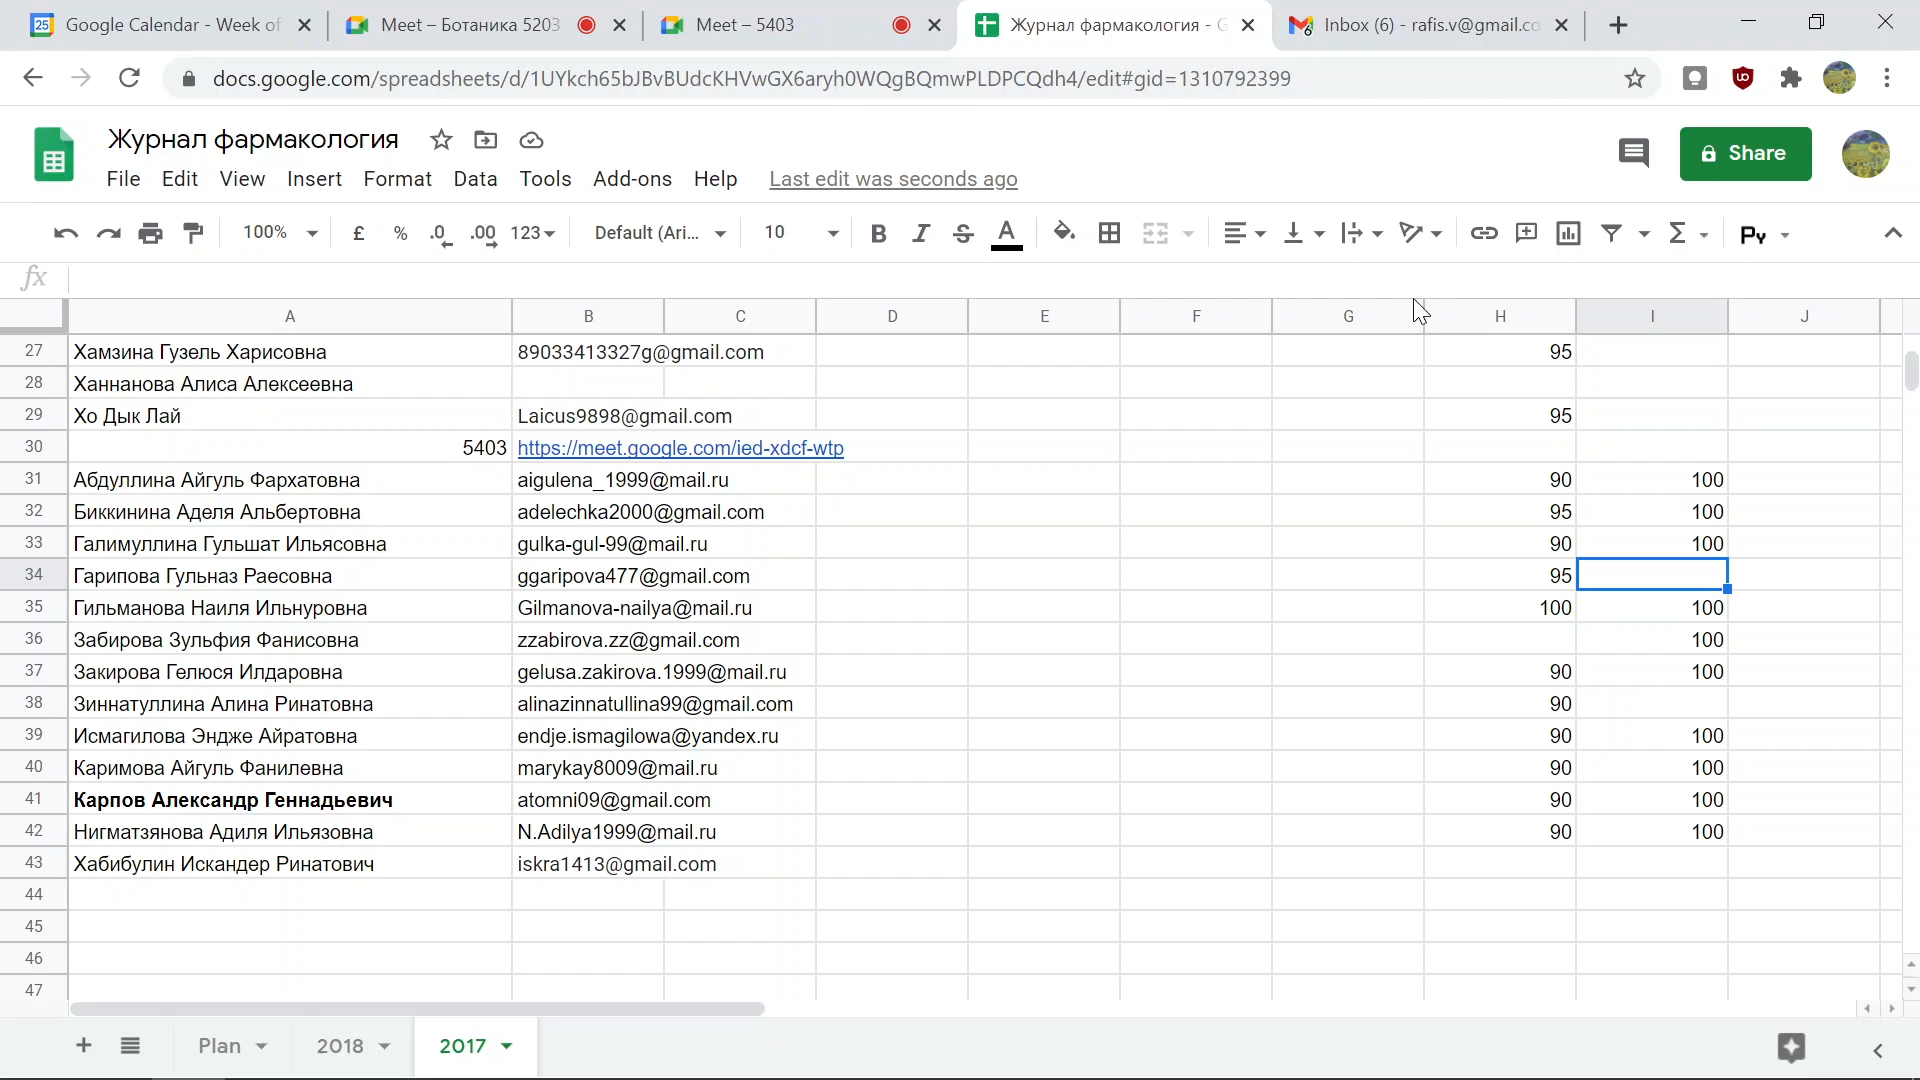 Google Calendar - Week of
Meet – Ботаника 5203
Meet – 5403
Журнал фармакология - G
Inbox (6) - rafis.v@gmail.co
docs.google.com/spreadsheets/d/1UYkch65bJBvBUdcKHVwGX6aryh0WQgBQmwPLDPCQdh4/edit#gid=1310792399
Журнал фармакология
Share
File Edit View Insert Format Data Tools Add-ons Help Last edit was seconds ago
100% £ % .0 .00 123 Default (Ari... 10 B I S A Σ Py
fx
A B C D E F G H I J
27 Хамзина Гузель Харисовна 89033413327g@gmail.com 95
28 Ханнанова Алиса Алексеевна
29 Хо Дык Лай Laicus9898@gmail.com 95
30 5403 https://meet.google.com/ied-xdcf-wtp
31 Абдуллина Айгуль Фархатовна aigulena_1999@mail.ru 90 100
32 Биккинина Аделя Альбертовна adelechka2000@gmail.com 95 100
33 Галимуллина Гульшат Ильясовна gulka-gul-99@mail.ru 90 100
34 Гарипова Гульназ Раесовна ggaripova477@gmail.com 95
35 Гильманова Наиля Ильнуровна Gilmanova-nailya@mail.ru 100 100
36 Забирова Зульфия Фанисовна zzabirova.zz@gmail.com 100
37 Закирова Гелюся Илдаровна gelusa.zakirova.1999@mail.ru 90 100
38 Зиннатуллина Алина Ринатовна alinazinnatullina99@gmail.com 90
39 Исмагилова Эндже Айратовна endje.ismagilowa@yandex.ru 90 100
40 Каримова Айгуль Фанилевна marykay8009@mail.ru 90 100
41 Карпов Александр Геннадьевич atomni09@gmail.com 90 100
42 Нигматзянова Адиля Ильязовна N.Adilya1999@mail.ru 90 100
43 Хабибулин Искандер Ринатович iskra1413@gmail.com
44
45
46
47
Plan 2018 2017